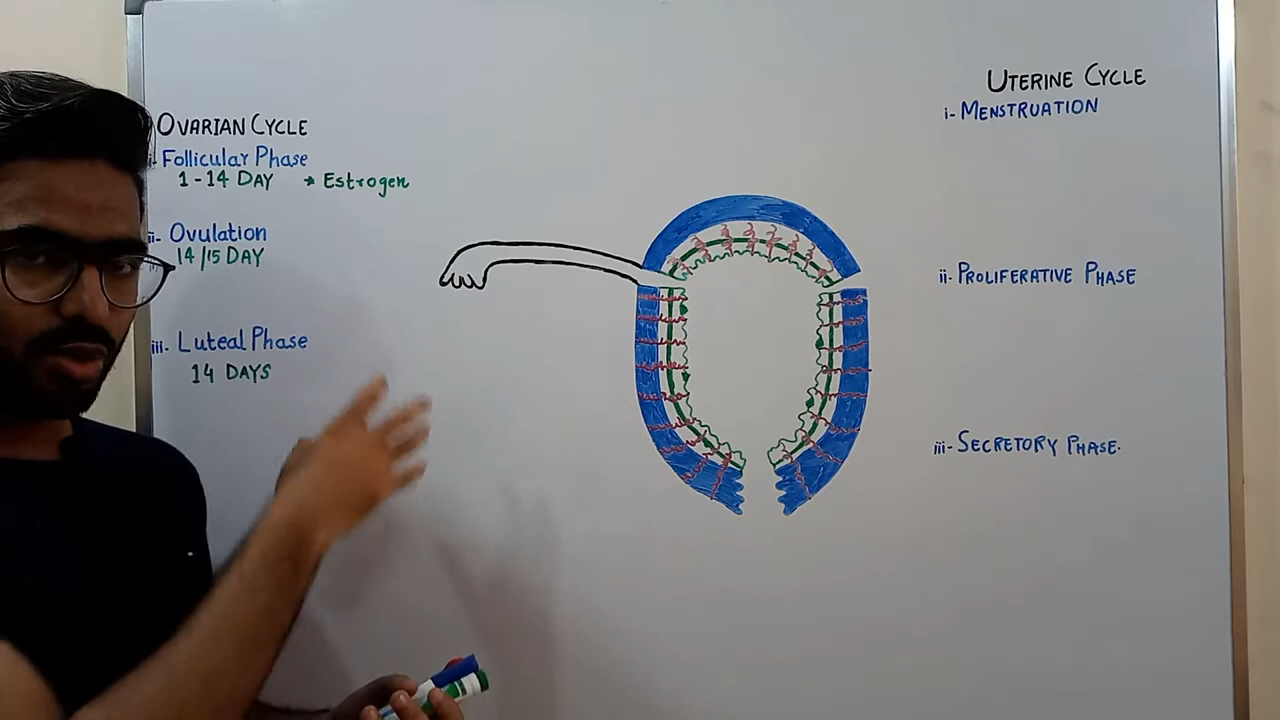 OVARIAN CYCLE
i- Follicular Phase
1-14 DAY * Estrogen
ii- Ovulation
14/15 DAY
iii- Luteal Phase
14 DAYS
UTERINE CYCLE
i- MENSTRUATION
ii- PROLIFERATIVE PHASE
iii- SECRETORY PHASE.